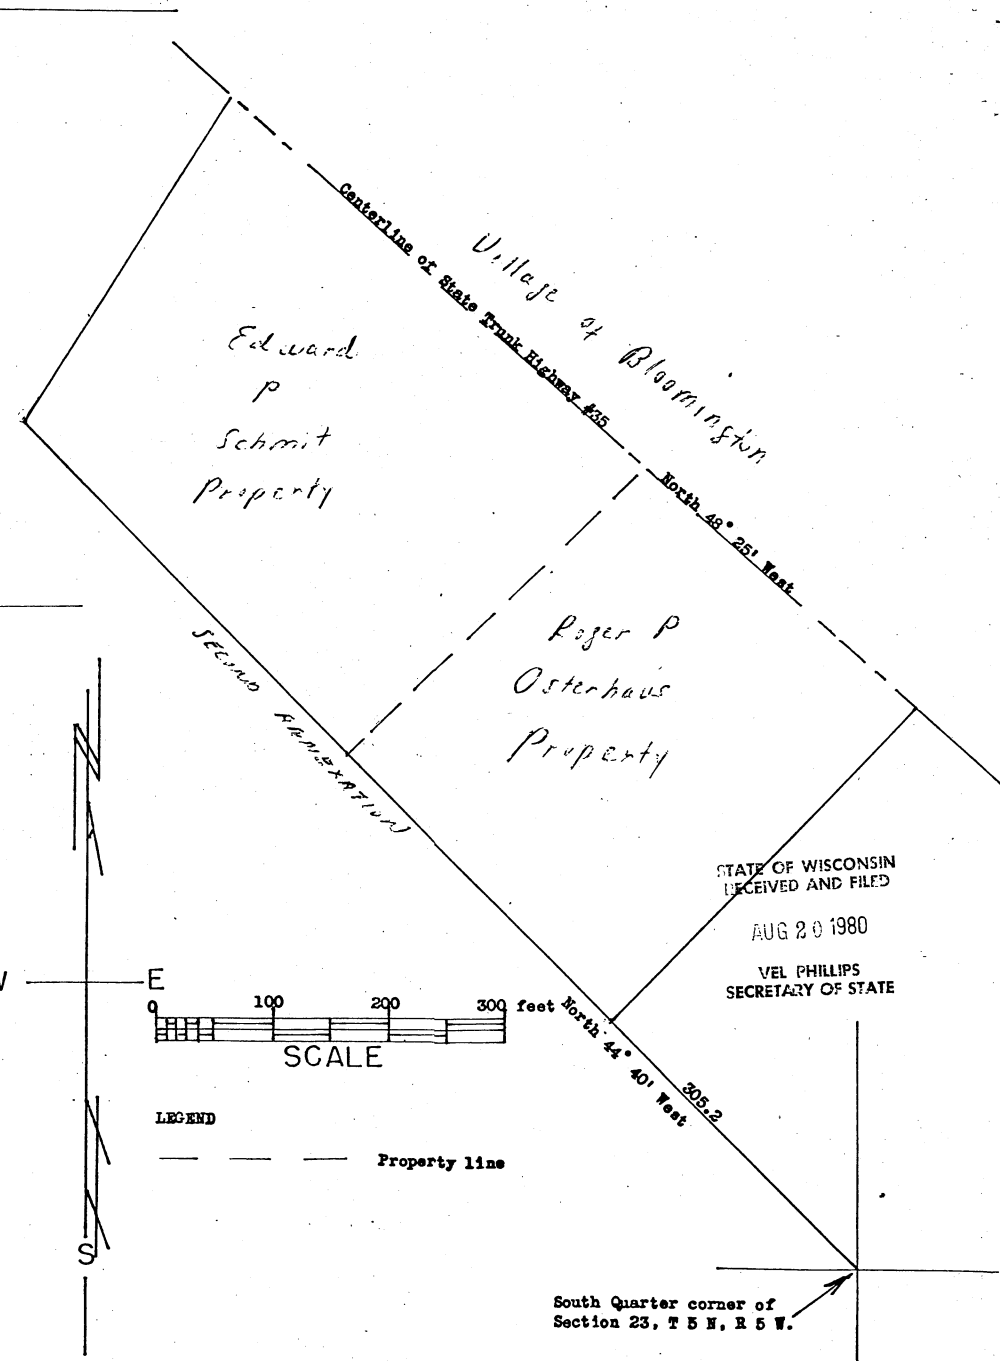 Centerline of State Trunk Highway #35
Village of Bloomington
North 48° 25' West
Edward
P
Schmit
Property
Roger P
Osterhaus
Property
SECOND ANNEXATION
STATE OF WISCONSIN
RECEIVED AND FILED
AUG 20 1980
VEL PHILLIPS
SECRETARY OF STATE
W E
0 100 200 300 feet
SCALE
North 44° 40' West
305.2
LEGEND
Property line
N
S
South Quarter corner of
Section 23, T 5 N, R 5 W.